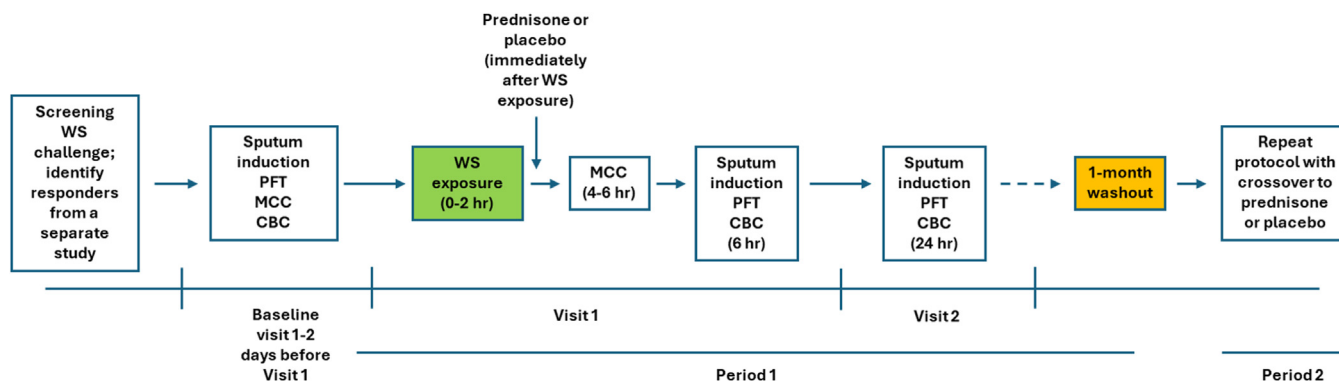 Prednisone or
placebo
(immediately
after WS
exposure)
Screening
WS
challenge;
identify
responders
from a
separate
study
Sputum
induction
PFT
MCC
CBC
WS
exposure
(0-2 hr)
MCC
(4-6 hr)
Sputum
induction
PFT
CBC
(6 hr)
Sputum
induction
PFT
CBC
(24 hr)
1-month
washout
Repeat
protocol with
crossover to
prednisone
or placebo
Baseline
visit 1-2
days before
Visit 1
Visit 1
Visit 2
Period 1
Period 2